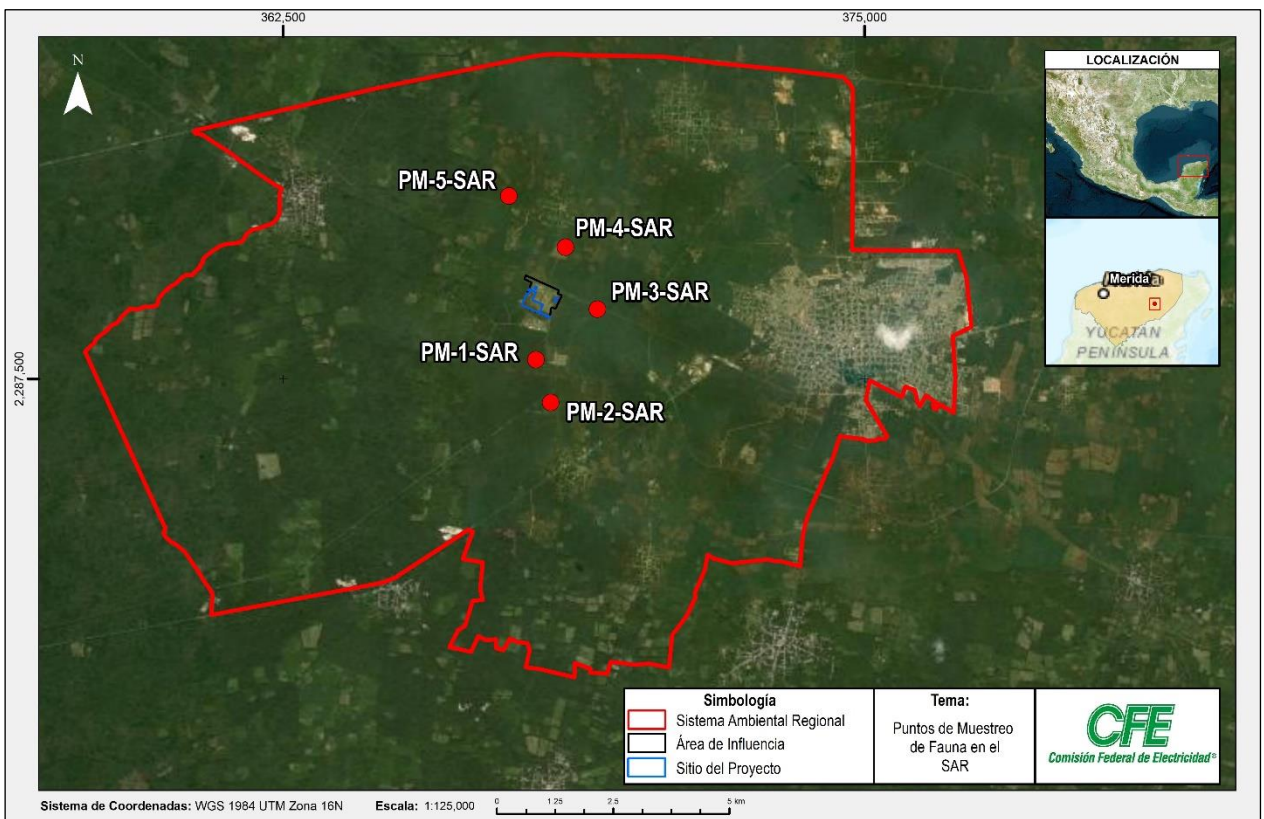 362,500
375,000
2,287,500
N
PM-5-SAR
PM-4-SAR
PM-3-SAR
PM-1-SAR
PM-2-SAR
LOCALIZACIÓN
Merida
YUCATÁN
PENINSULA
Simbología
Sistema Ambiental Regional
Área de Influencia
Sitio del Proyecto
Tema:
Puntos de Muestreo
de Fauna en el
SAR
CFE
Comisión Federal de Electricidad®
Sistema de Coordenadas: WGS 1984 UTM Zona 16N
Escala: 1:125,000
0 1.25 2.5 5 km